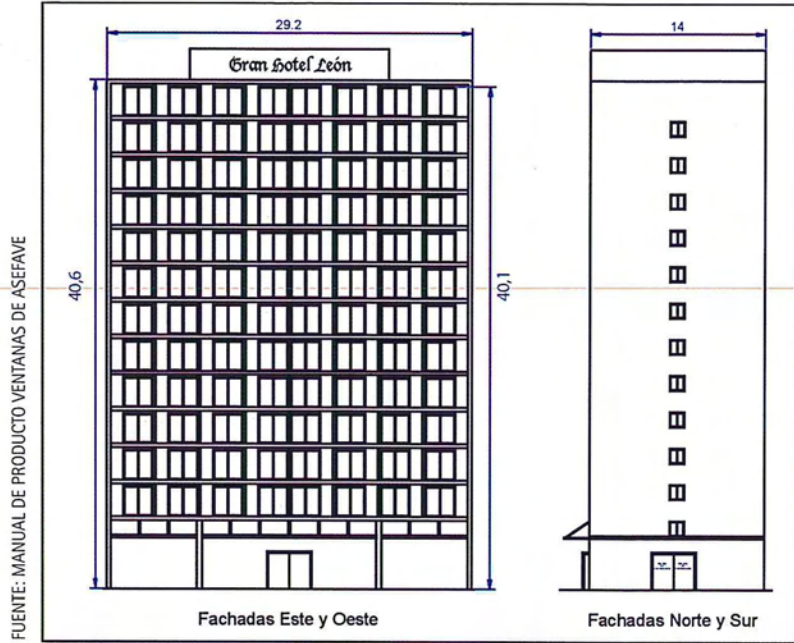 29.2
14
Gran Hotel León
40,6
40,1
FUENTE: MANUAL DE PRODUCTO VENTANAS DE ASEFAVE
Fachadas Este y Oeste
Fachadas Norte y Sur